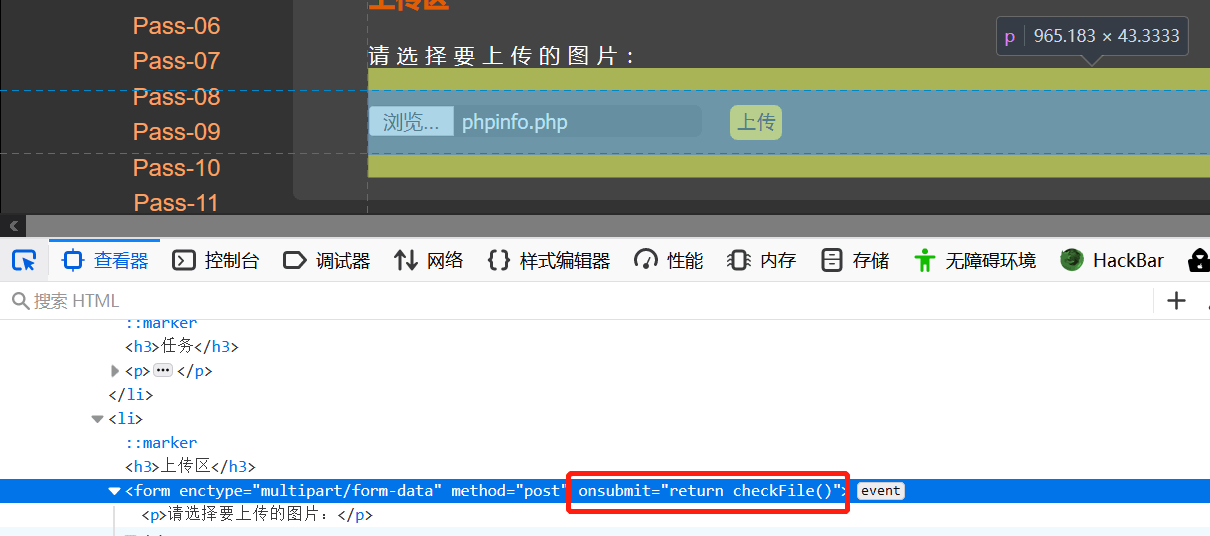 Pass-06
Pass-07
Pass-08
Pass-09
Pass-10
Pass-11
上传区
请选择要上传的图片：
浏览... phpinfo.php 上传
p 965.183 × 43.3333
查看器 控制台 调试器 网络 样式编辑器 性能 内存 存储 无障碍环境 HackBar
搜索 HTML
::marker
<h3>任务</h3>
<p>•••</p>
</li>
<li>
::marker
<h3>上传区</h3>
<form enctype="multipart/form-data" method="post" onsubmit="return checkFile()"> event
<p>请选择要上传的图片：</p>